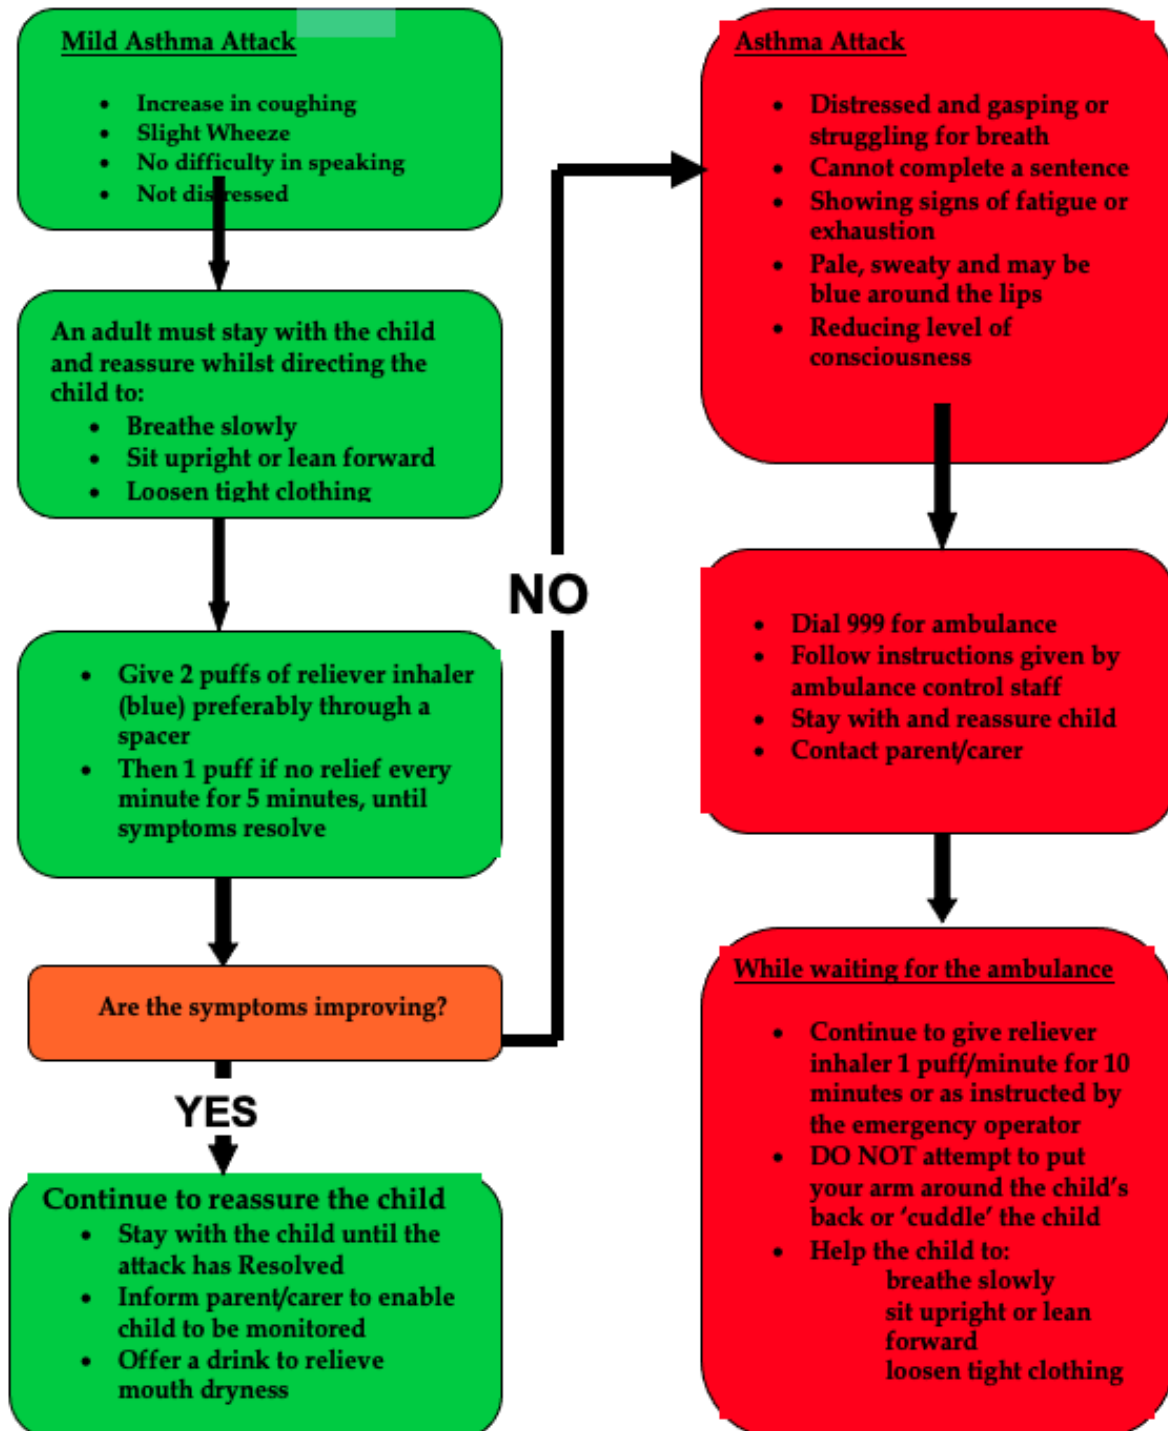 Mild Asthma Attack
• Increase in coughing
• Slight Wheeze
• No difficulty in speaking
• Not distressed
An adult must stay with the child
and reassure whilst directing the
child to:
• Breathe slowly
• Sit upright or lean forward
• Loosen tight clothing
• Give 2 puffs of reliever inhaler
(blue) preferably through a
spacer
• Then 1 puff if no relief every
minute for 5 minutes, until
symptoms resolve
Are the symptoms improving?
YES
Continue to reassure the child
• Stay with the child until the
attack has Resolved
• Inform parent/carer to enable
child to be monitored
• Offer a drink to relieve
mouth dryness
NO
Asthma Attack
• Distressed and gasping or
struggling for breath
• Cannot complete a sentence
• Showing signs of fatigue or
exhaustion
• Pale, sweaty and may be
blue around the lips
• Reducing level of
consciousness
• Dial 999 for ambulance
• Follow instructions given by
ambulance control staff
• Stay with and reassure child
• Contact parent/carer
While waiting for the ambulance
• Continue to give reliever
inhaler 1 puff/minute for 10
minutes or as instructed by
the emergency operator
• DO NOT attempt to put
your arm around the child's
back or 'cuddle' the child
• Help the child to:
breathe slowly
sit upright or lean
forward
loosen tight clothing